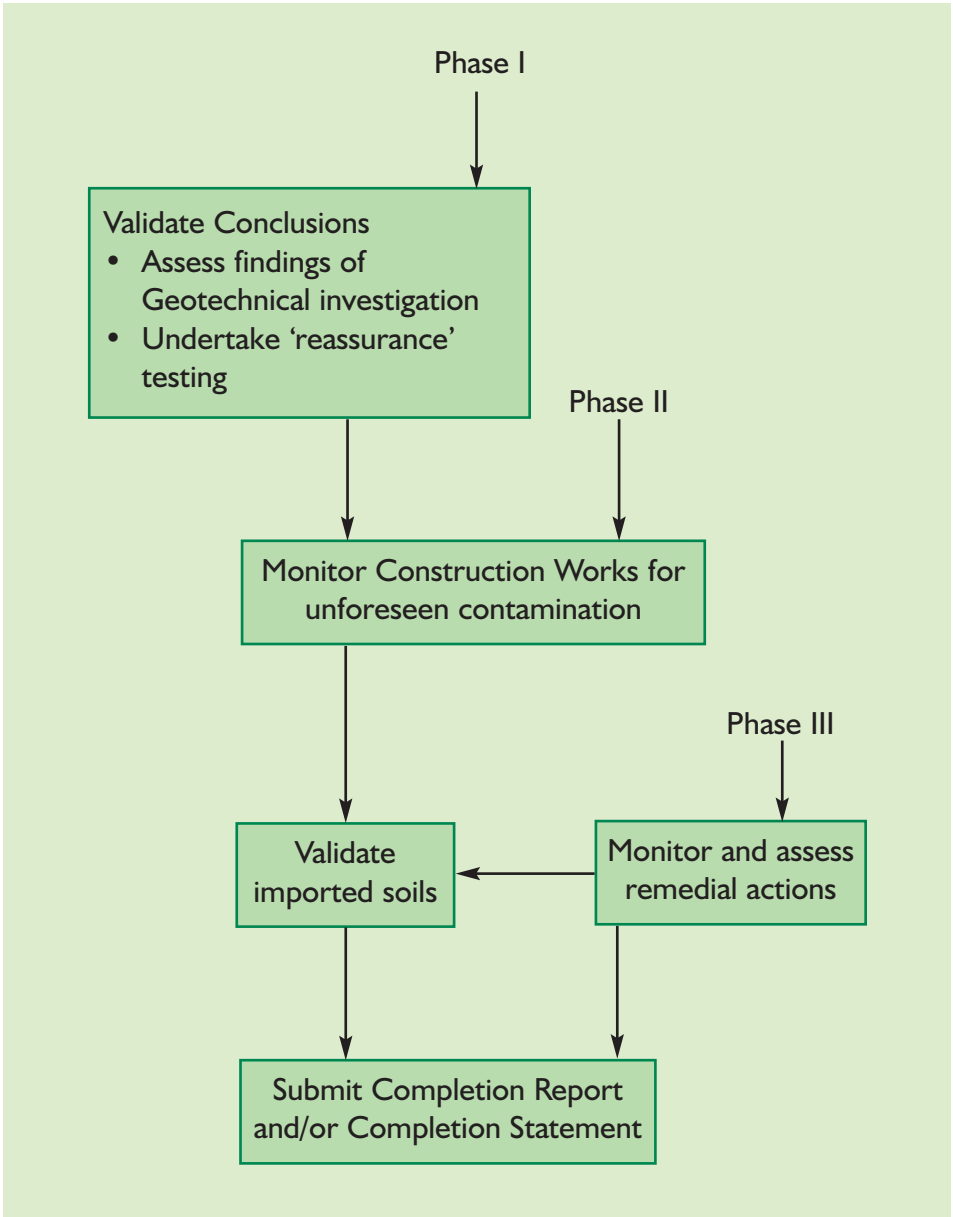 Phase I
Validate Conclusions
• Assess findings of
Geotechnical investigation
• Undertake ‘reassurance’
testing
Phase II
Monitor Construction Works for
unforeseen contamination
Phase III
Validate
imported soils
Monitor and assess
remedial actions
Submit Completion Report
and/or Completion Statement